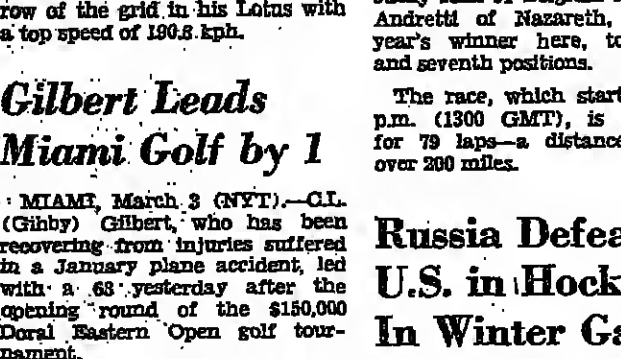 row of the grid in his Lotus with
a top speed of 190.8 kph.
Gilbert Leads
Miami Golf by 1
MIAMI, March 3 (NYT).—C.L.
(Gibby) Gilbert, who has been
recovering from injuries suffered
in a January plane accident, led
with a 68 yesterday after the
opening round of the $150,000
Doral Eastern Open golf tour-
nament.
Andretti of Nazareth,
year's winner here, to
and seventh positions.
The race, which start
p.m. (1300 GMT), is
for 79 laps—a distance
over 200 miles.
Russia Defea
U.S. in Hock
In Winter Ga